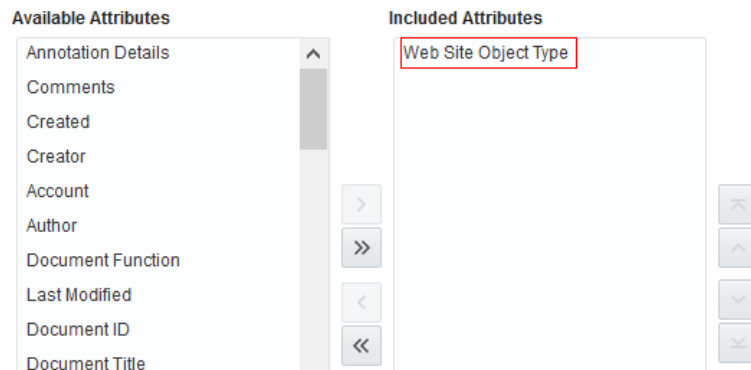 Available Attributes
Annotation Details
Comments
Created
Creator
Account
Author
Document Function
Last Modified
Document ID
Document Title
Included Attributes
Web Site Object Type